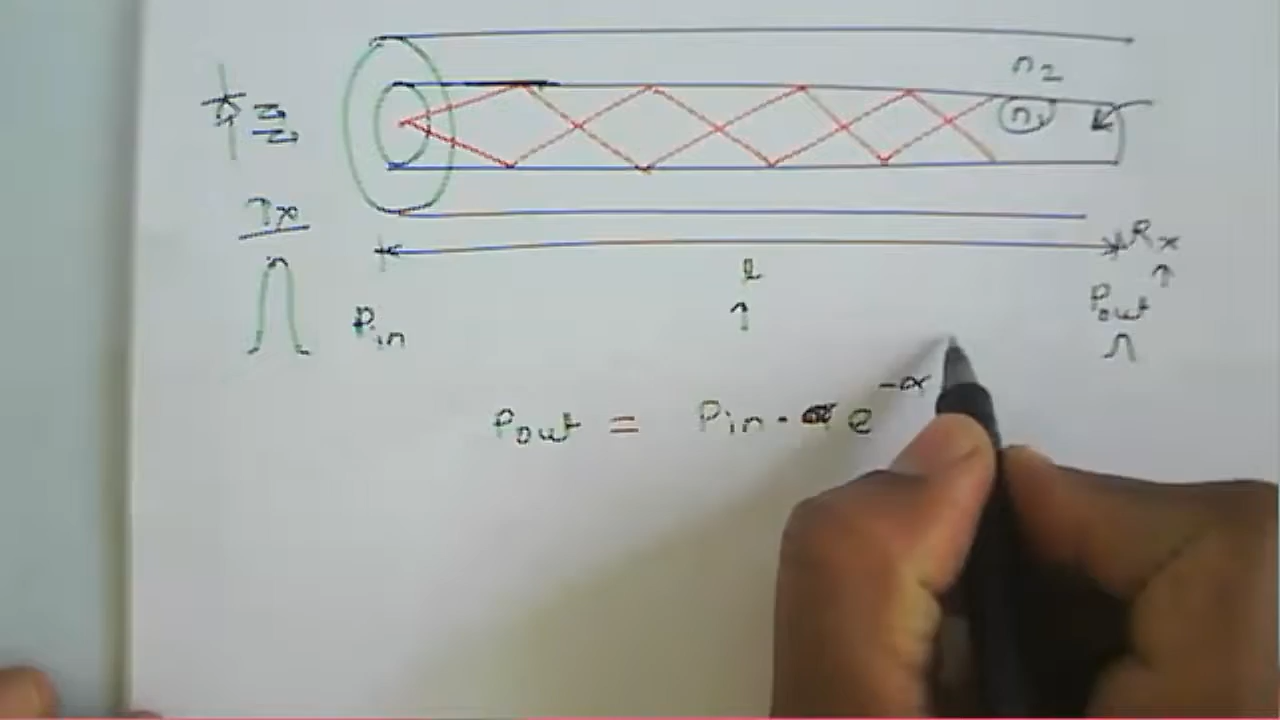 n2
n1
Tx
Rx
l
Pin
Pout
Pout = Pin . e^-α